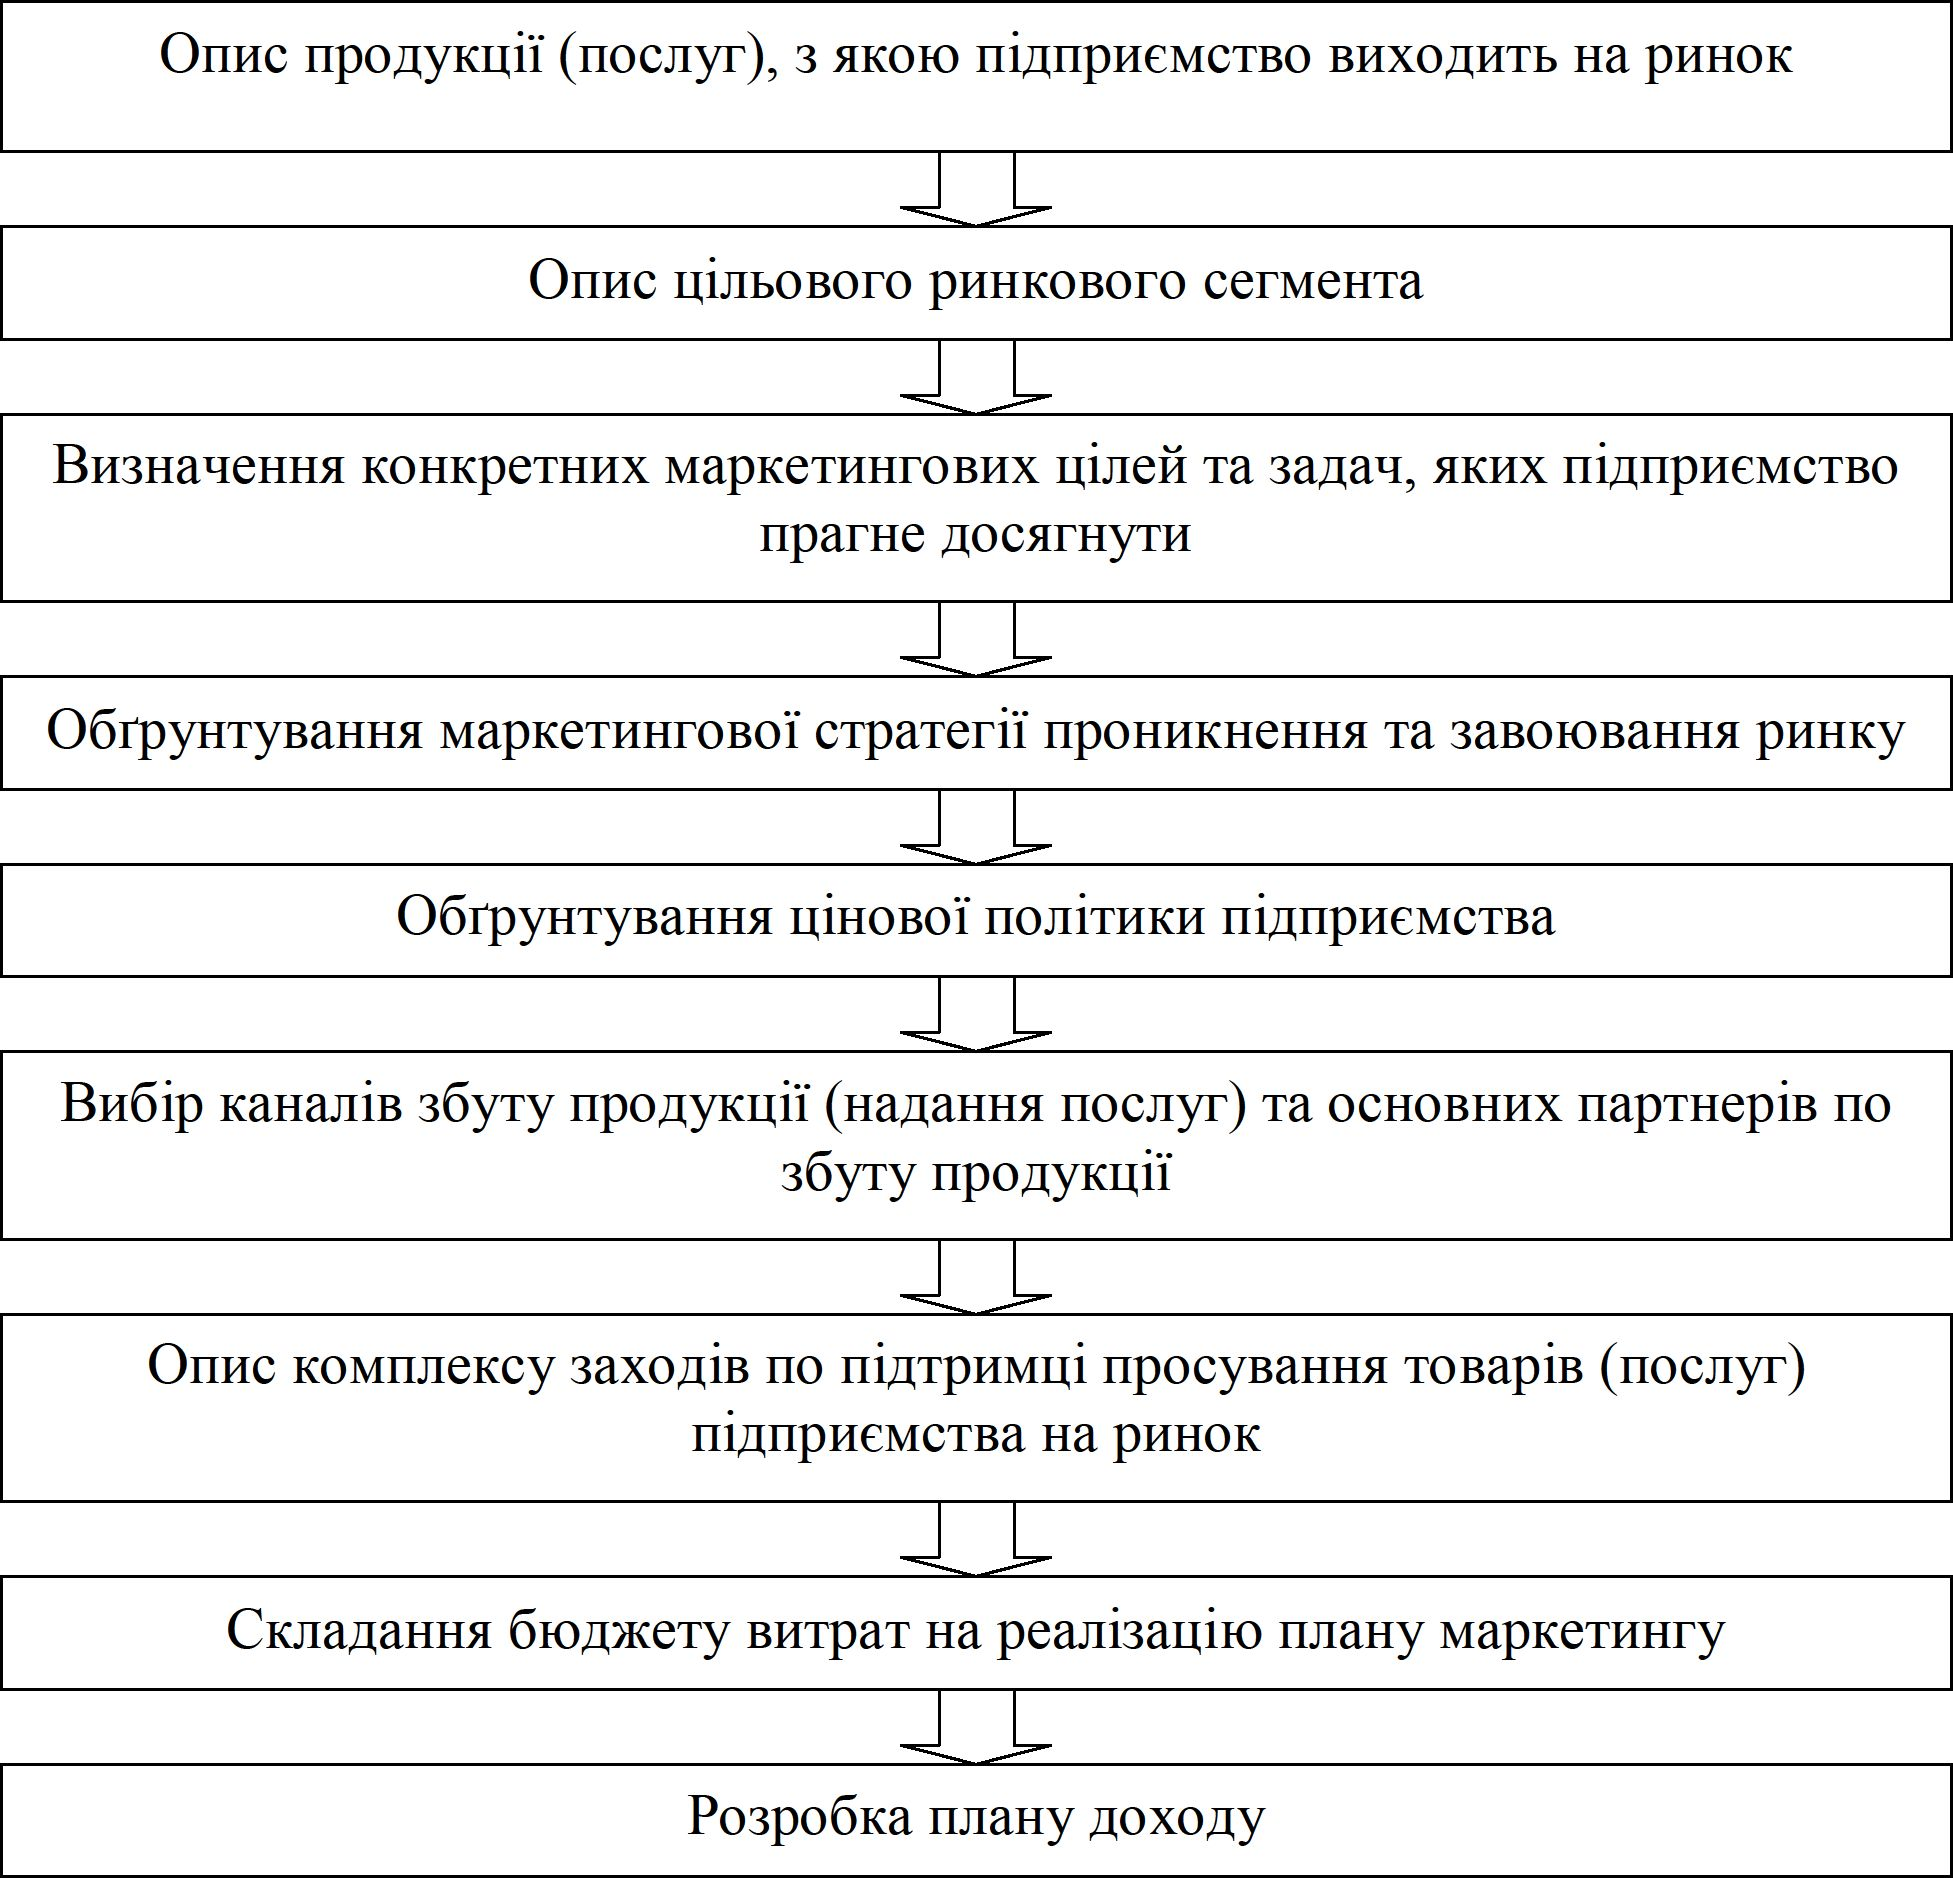 Опис продукції (послуг), з якою підприємство виходить на ринок
Опис цільового ринкового сегмента
Визначення конкретних маркетингових цілей та задач, яких підприємство
прагне досягнути
Обґрунтування маркетингової стратегії проникнення та завоювання ринку
Обґрунтування цінової політики підприємства
Вибір каналів збуту продукції (надання послуг) та основних партнерів по
збуту продукції
Опис комплексу заходів по підтримці просування товарів (послуг)
підприємства на ринок
Складання бюджету витрат на реалізацію плану маркетингу
Розробка плану доходу